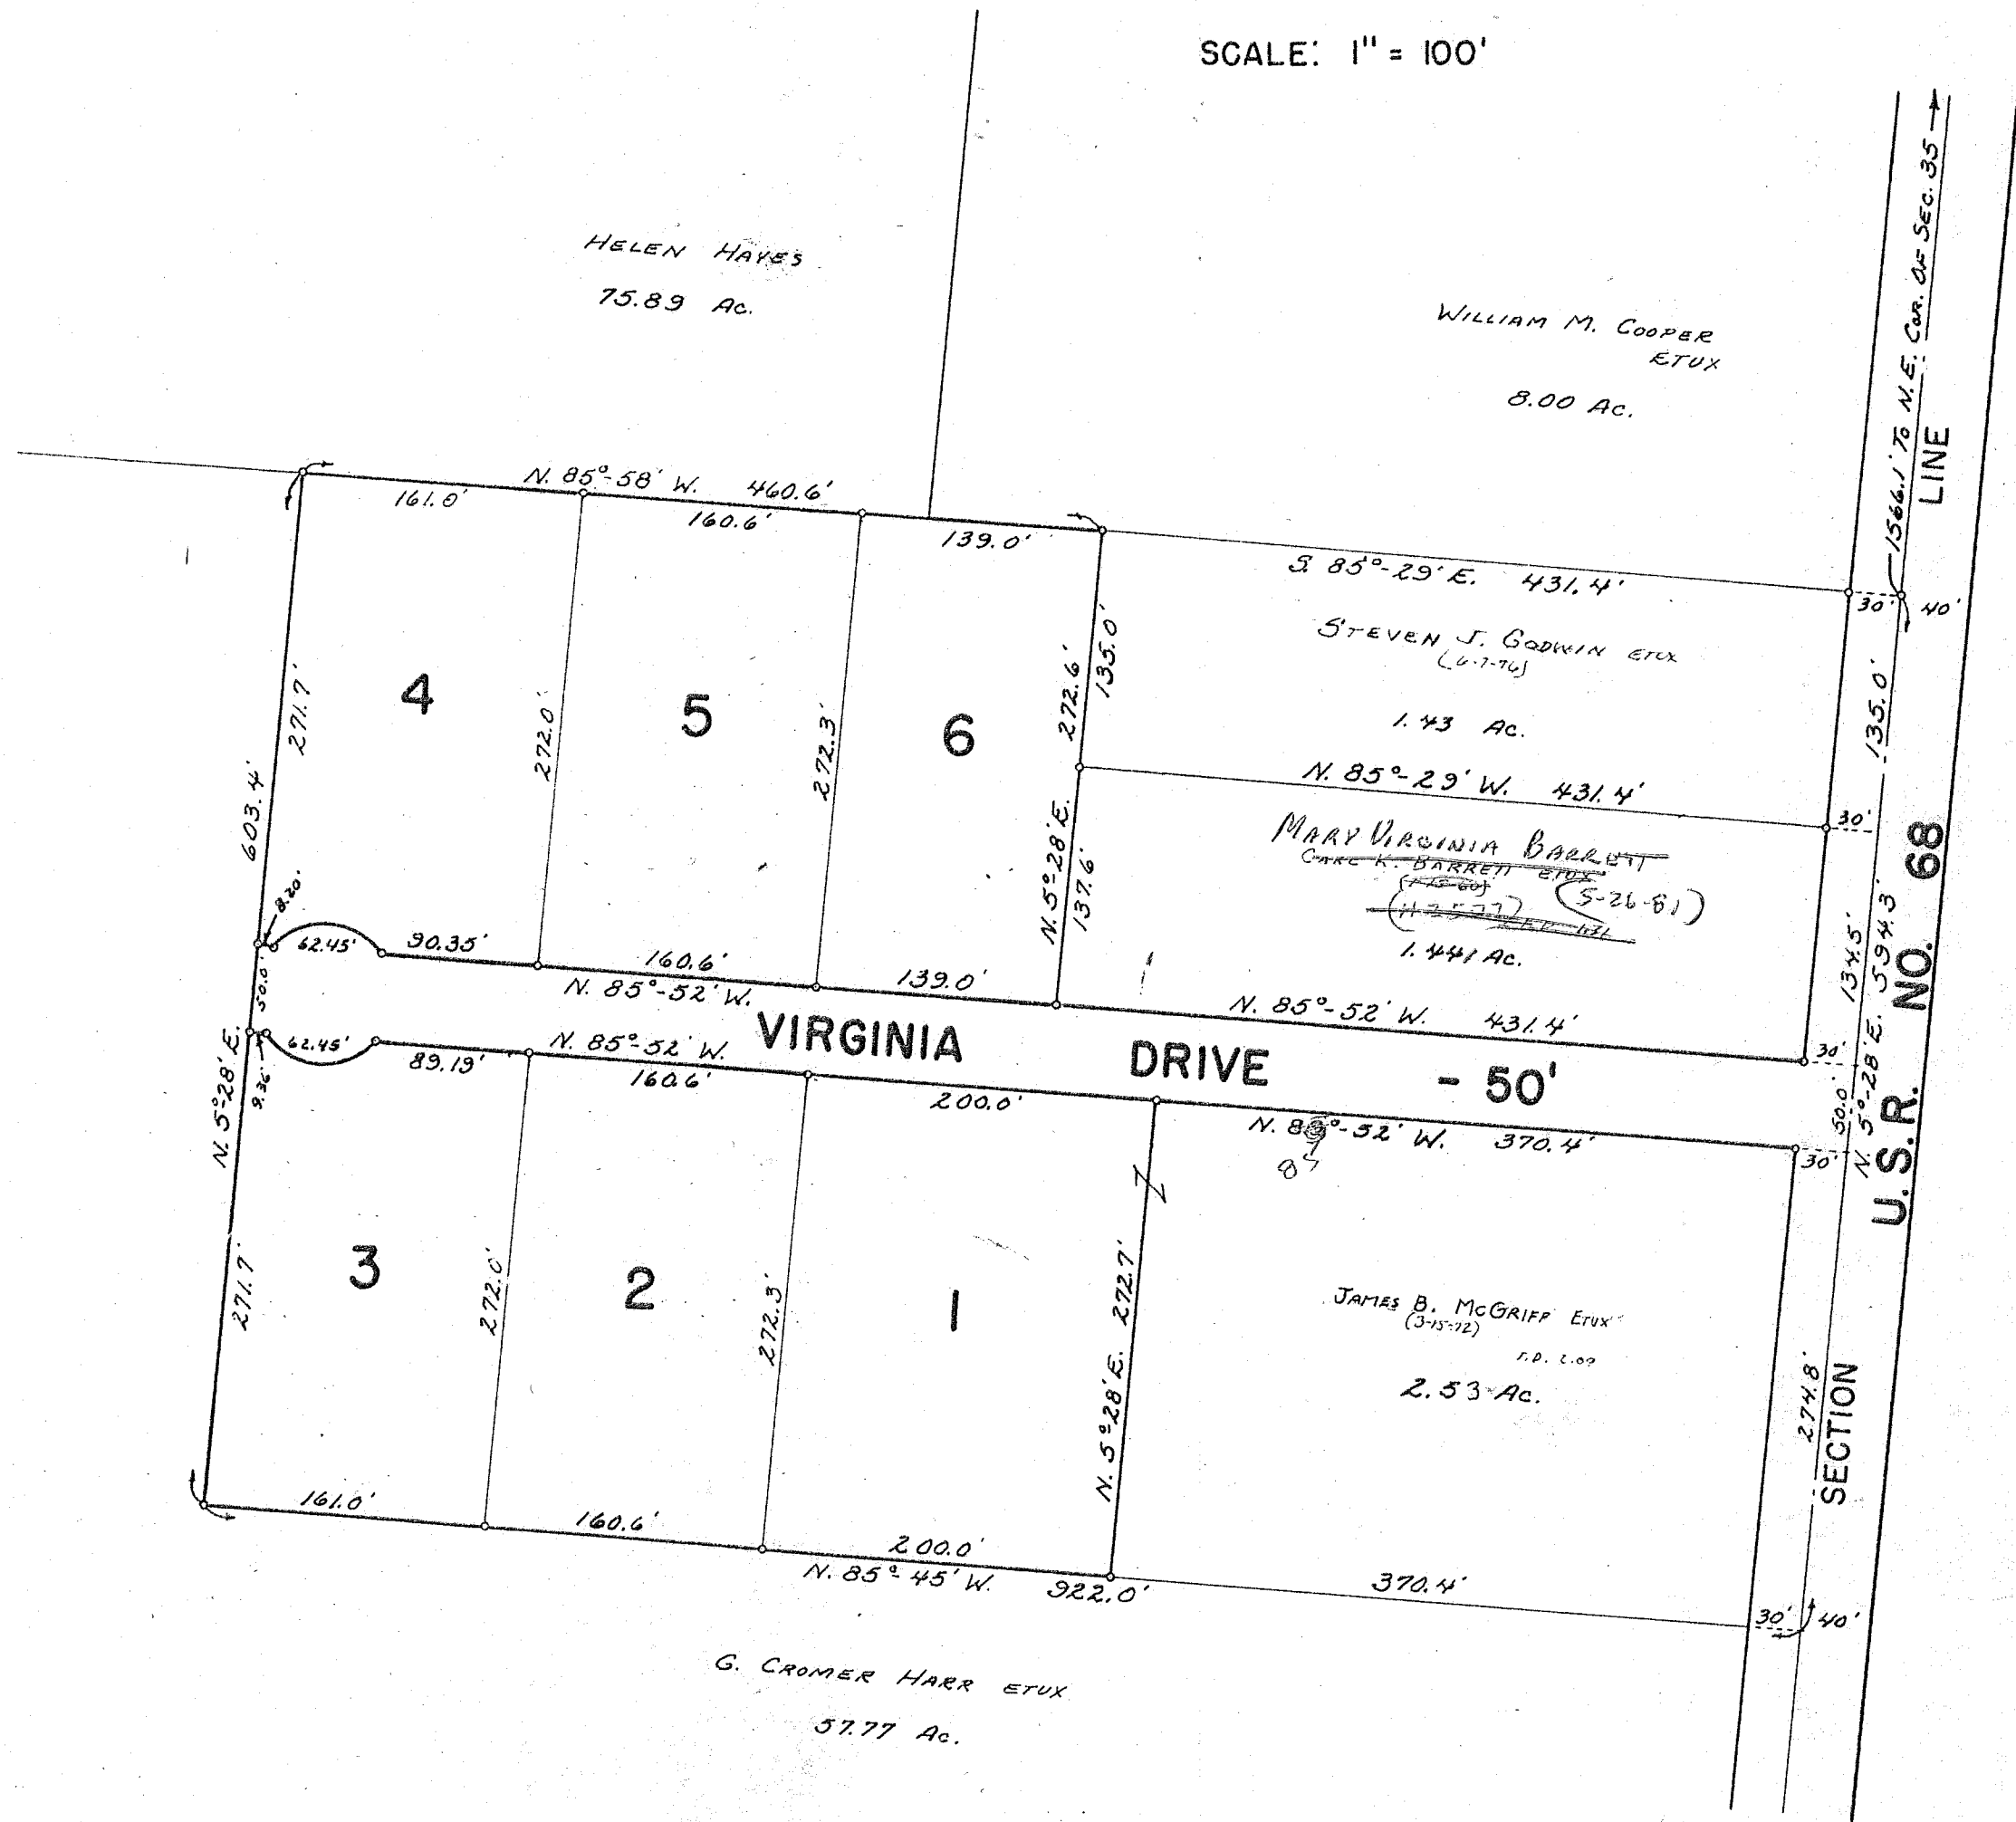 SCALE: 1" = 100'
HELEN HAYES
75.89 AC.
WILLIAM M. COOPER
ETUX
8.00 AC.
1566.1' TO N.E. COR. OF SEC. 35
LINE
N. 85°-58' W. 460.6'
161.0'
160.6'
139.0'
S. 85°-29' E. 431.4'
30'
40'
STEVEN J. GODWIN ETUX
(6-7-76)
1.43 AC.
135.0'
272.6'
135.0'
4
5
6
271.7'
272.0'
272.3'
603.4'
N. 85°-29' W. 431.4'
30'
MARY VIRGINIA BARRETT
CARL K. BARRETT ETUX
(5-26-81)
1.441 AC.
N. 5°-28' E.
137.6'
8.20'
62.45'
90.35'
160.6'
139.0'
N. 85°-52' W.
N. 85°-52' W. 431.4'
134.5'
30'
50.0'
VIRGINIA DRIVE - 50'
50.0'
N. 5°-28' E. 594.3'
U.S.R. NO. 68
N. 5°-28' E.
9.36'
62.45'
89.19'
N. 85°-52' W.
160.6'
200.0'
N. 85°-52' W. 370.4'
30'
3
2
1
271.7'
272.0'
272.3'
N. 5°-28' E. 272.7'
JAMES B. MCGRIFF ETUX
(3-15-72)
2.53 AC.
274.8'
SECTION
161.0'
160.6'
200.0'
N. 85°-45' W. 922.0'
370.4'
30'
40'
G. CROMER HARR ETUX
57.77 AC.